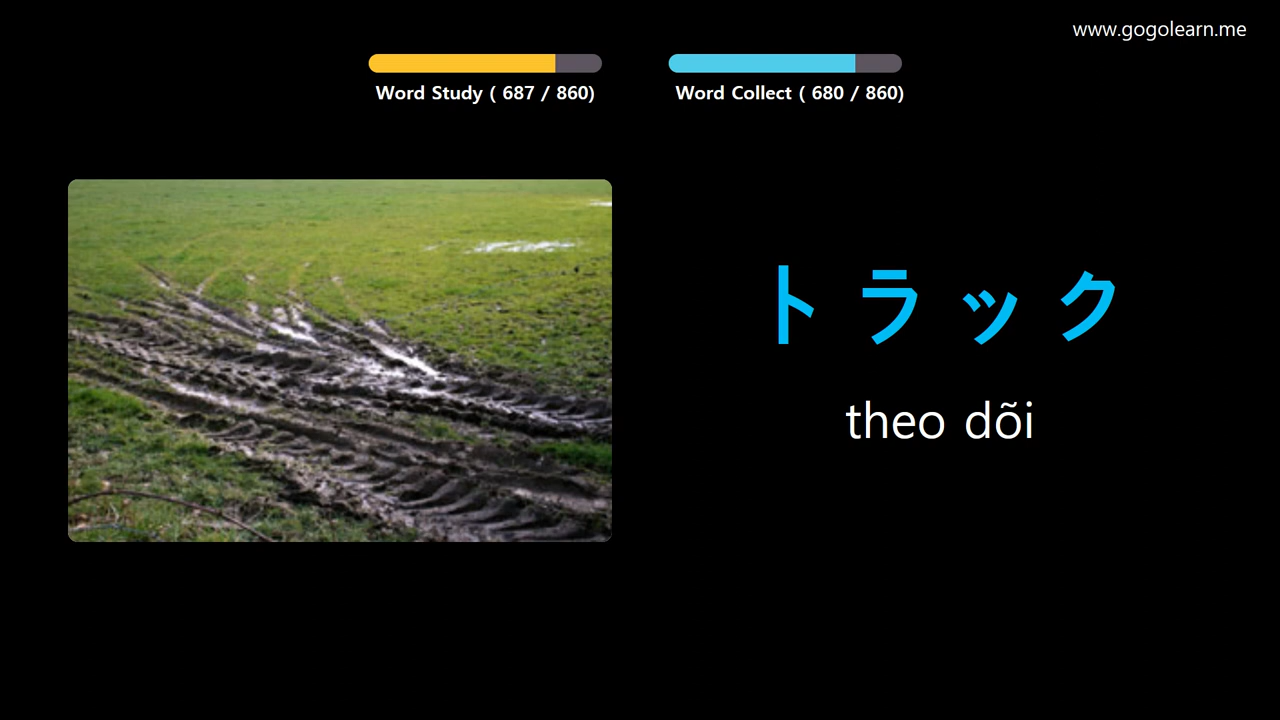 www.gogolearn.me
Word Study ( 687 / 860)
Word Collect ( 680 / 860)
トラック
theo dõi